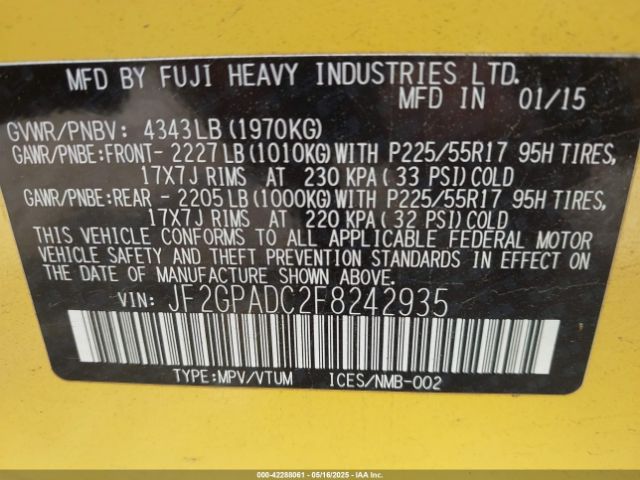 MFD BY FUJI HEAVY INDUSTRIES LTD.
MFD IN 01/15
GVWR/PNBV: 4343LB (1970KG)
GAWR/PNBE:FRONT- 2227LB (1010KG) WITH P225/55R17 95H TIRES,
17X7J RIMS AT 230 KPA (33 PSI) COLD
GAWR/PNBE:REAR - 2205LB (1000KG) WITH P225/55R17 95H TIRES,
17X7J RIMS AT 220 KPA (32 PSI) COLD
THIS VEHICLE CONFORMS TO ALL APPLICABLE FEDERAL MOTOR
VEHICLE SAFETY AND THEFT PREVENTION STANDARDS IN EFFECT ON
THE DATE OF MANUFACTURE SHOWN ABOVE.
VIN: JF2GPADC2F8242935
TYPE:MPV/VTUM ICES/NMB-002
000-42288061 - 05/16/2025 - IAAI.COM